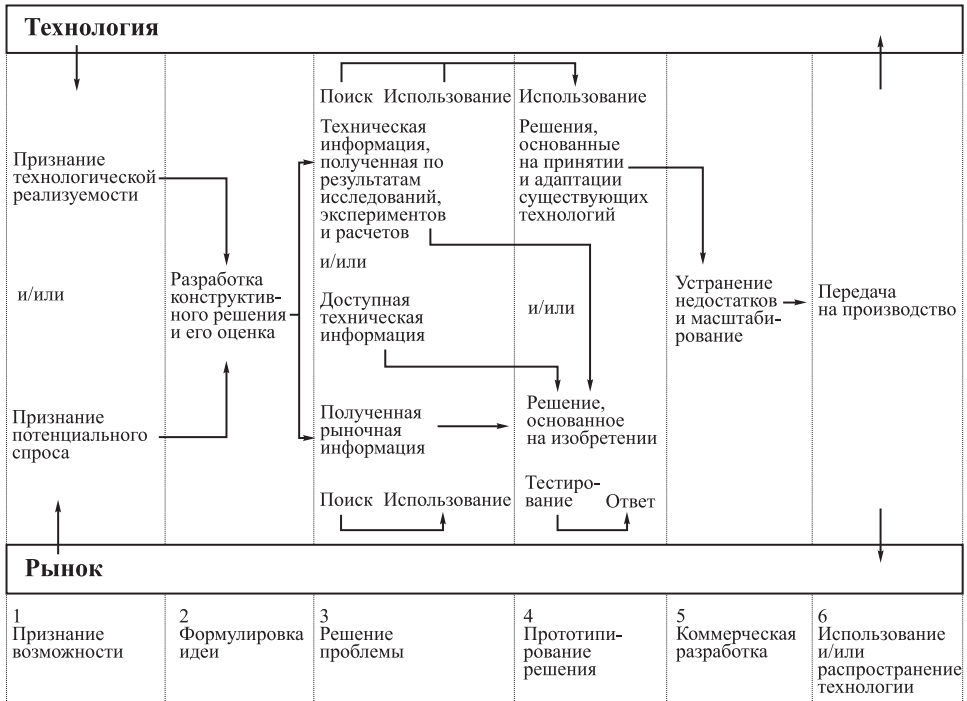 Технология
Признание
технологической
реализуемости
и/или
Признание
потенциального
спроса
Разработка
конструктив-
ного решения
и его оценка
Поиск Использование
Техническая
информация,
полученная по
результатам
исследований,
экспериментов
и расчетов
и/или
Доступная
техническая
информация
Полученная
рыночная
информация
Поиск Использование
Использование
Решения,
основанные
на принятии
и адаптации
существующих
технологий
и/или
Решение,
основанное
на изобретении
Тестиро-
вание Ответ
Устранение
недостатков
и масштаби-
рование
Передача
на производство
Рынок
1
Признание
возможности
2
Формулировка
идеи
3
Решение
проблемы
4
Прототипи-
рование
решения
5
Коммерческая
разработка
6
Использование
и/или
распространение
технологии